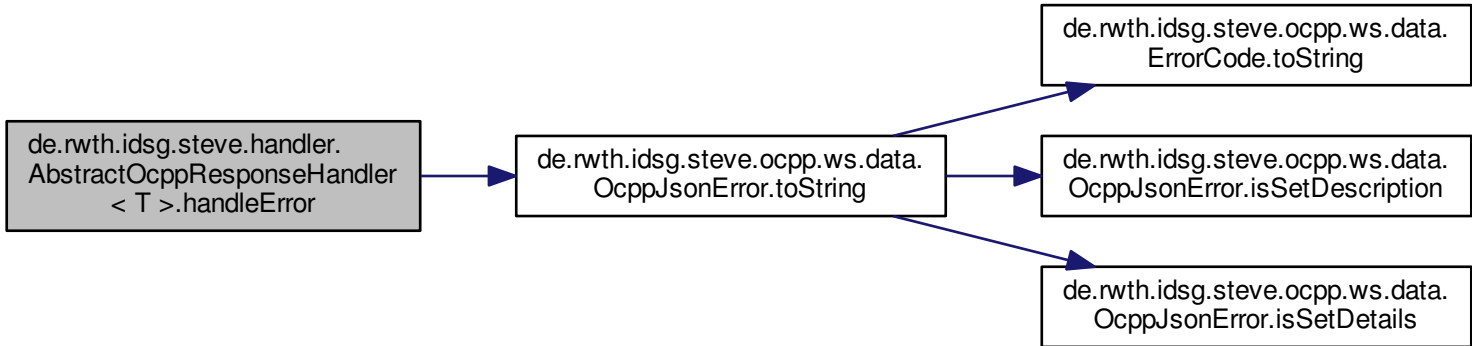 de.rwth.idsg.steve.handler.
AbstractOcppResponseHandler
< T >.handleError
de.rwth.idsg.steve.ocpp.ws.data.
OcppJsonError.toString
de.rwth.idsg.steve.ocpp.ws.data.
ErrorCode.toString
de.rwth.idsg.steve.ocpp.ws.data.
OcppJsonError.isSetDescription
de.rwth.idsg.steve.ocpp.ws.data.
OcppJsonError.isSetDetails